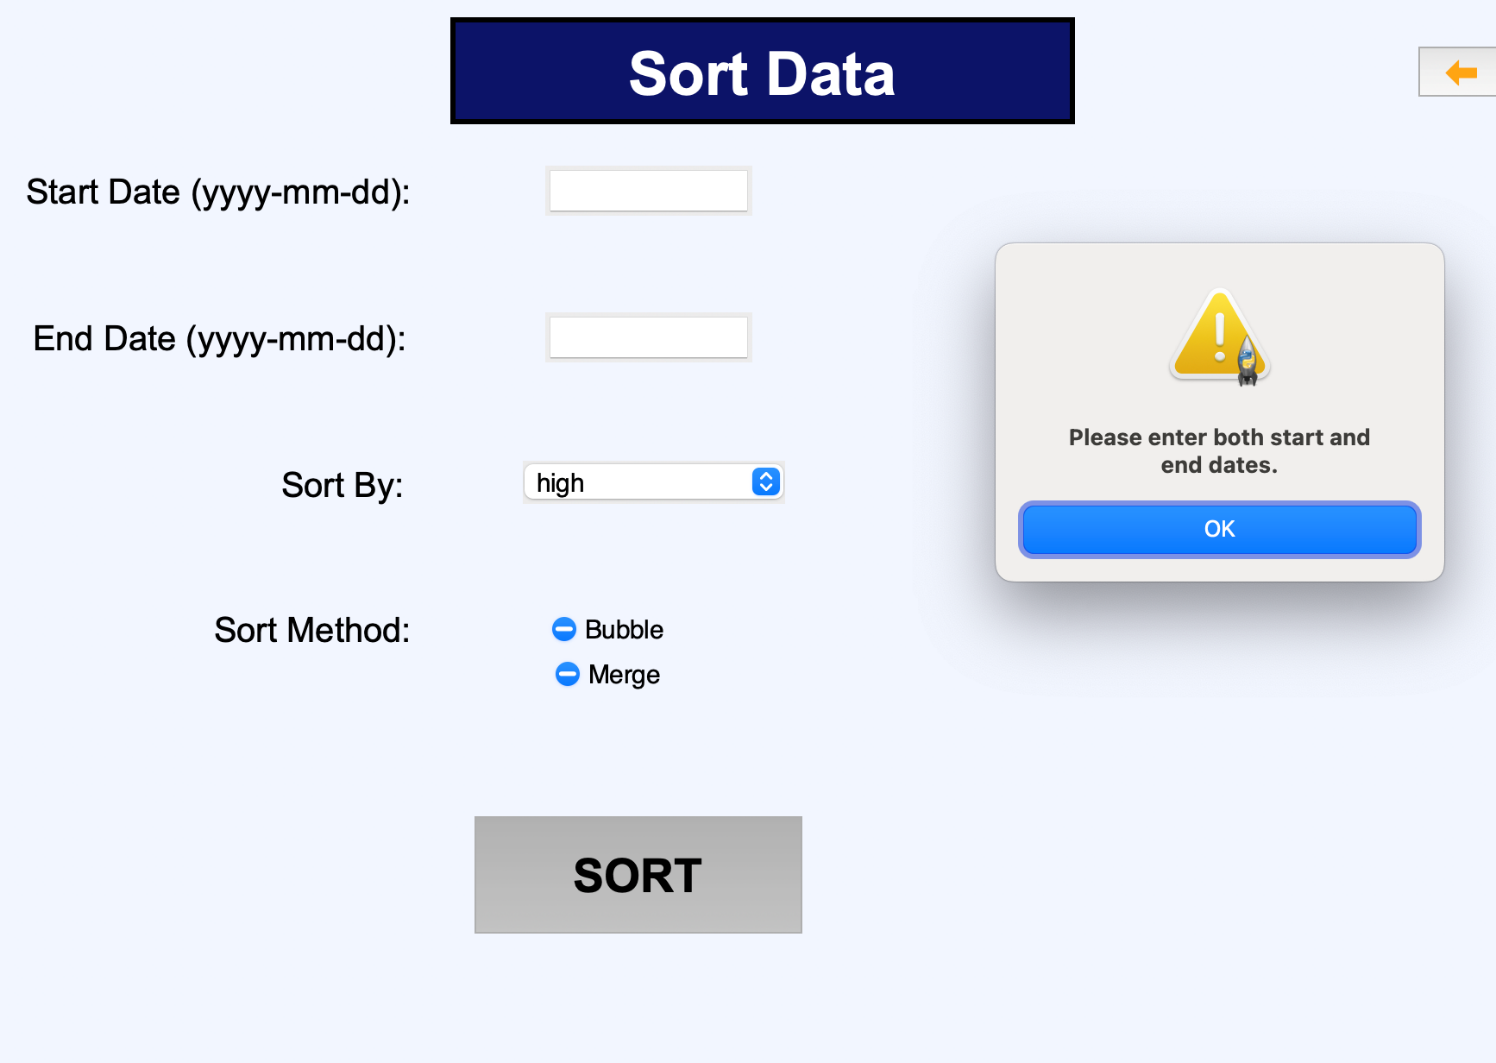 Sort Data
Start Date (yyyy-mm-dd):
End Date (yyyy-mm-dd):
Sort By:
high
Sort Method:
Bubble
Merge
SORT
Please enter both start and
end dates.
OK